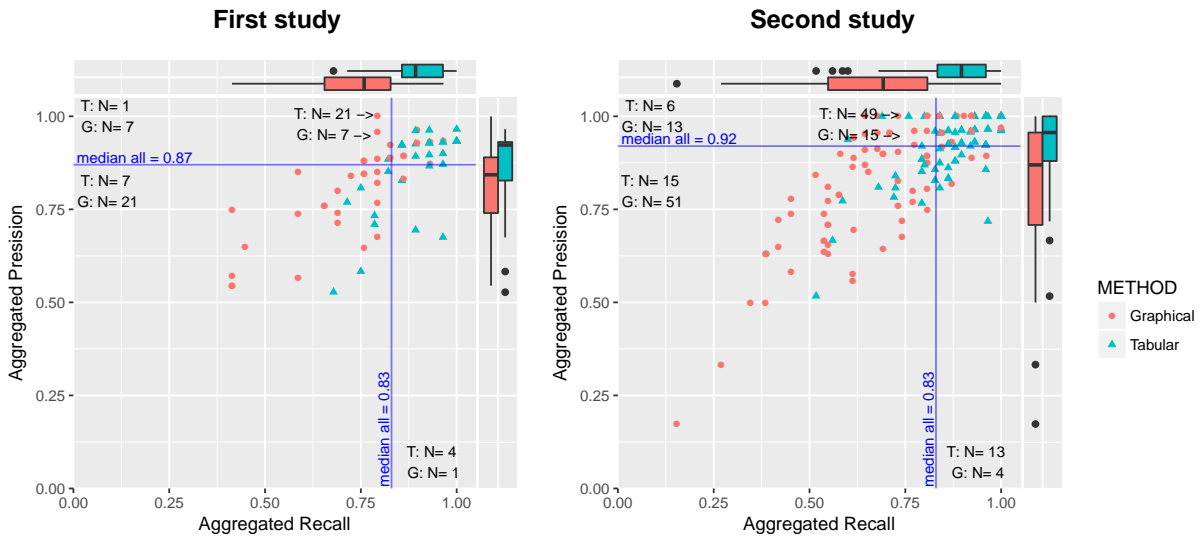 First study
T: N= 1
G: N= 7
T: N= 21 −>
G: N= 7 −>
median all = 0.87
T: N= 7
G: N= 21
median all = 0.83
T: N= 4
G: N= 1
1.00
0.75
0.50
0.25
0.00
0.00
0.25
0.50
0.75
1.00
Aggregated Presision
Aggregated Recall
Second study
T: N= 6
G: N= 13
T: N= 49 −>
G: N= 15 −>
median all = 0.92
T: N= 15
G: N= 51
median all = 0.83
T: N= 13
G: N= 4
1.00
0.75
0.50
0.25
0.00
0.00
0.25
0.50
0.75
1.00
Aggregated Presision
Aggregated Recall
METHOD
Graphical
Tabular